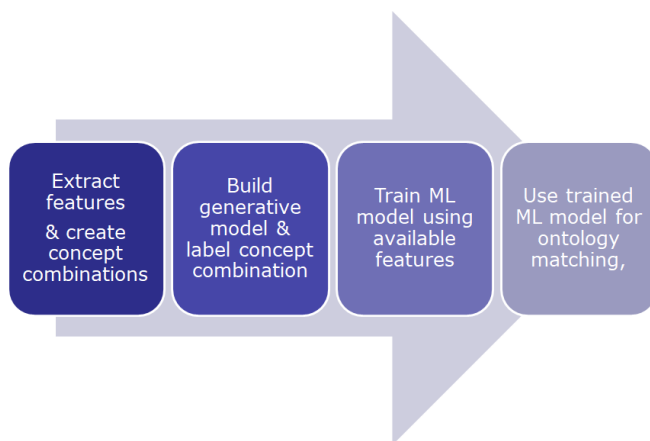 Extract
features
& create
concept
combinations
Build
generative
model &
label concept
combination
Train ML
model using
available
features
Use trained
ML model for
ontology
matching,